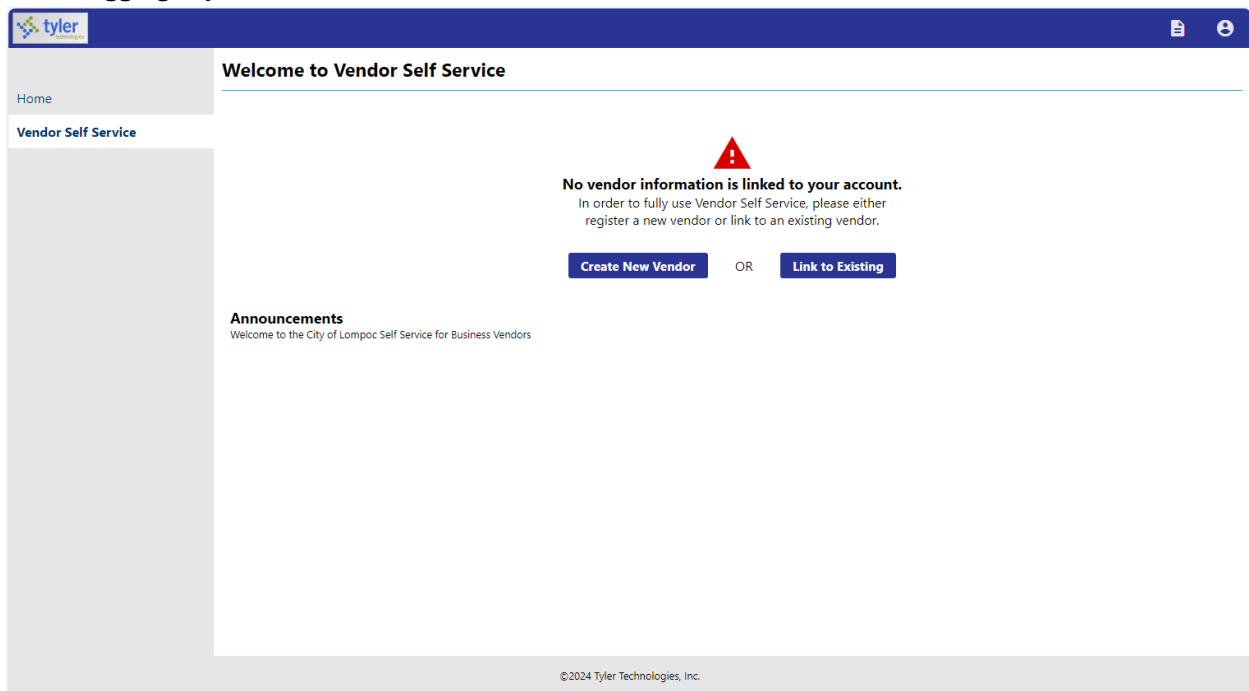 tyler
Welcome to Vendor Self Service
Home
Vendor Self Service
No vendor information is linked to your account.
In order to fully use Vendor Self Service, please either
register a new vendor or link to an existing vendor.
Create New Vendor OR Link to Existing
Announcements
Welcome to the City of Lompoc Self Service for Business Vendors
©2024 Tyler Technologies, Inc.